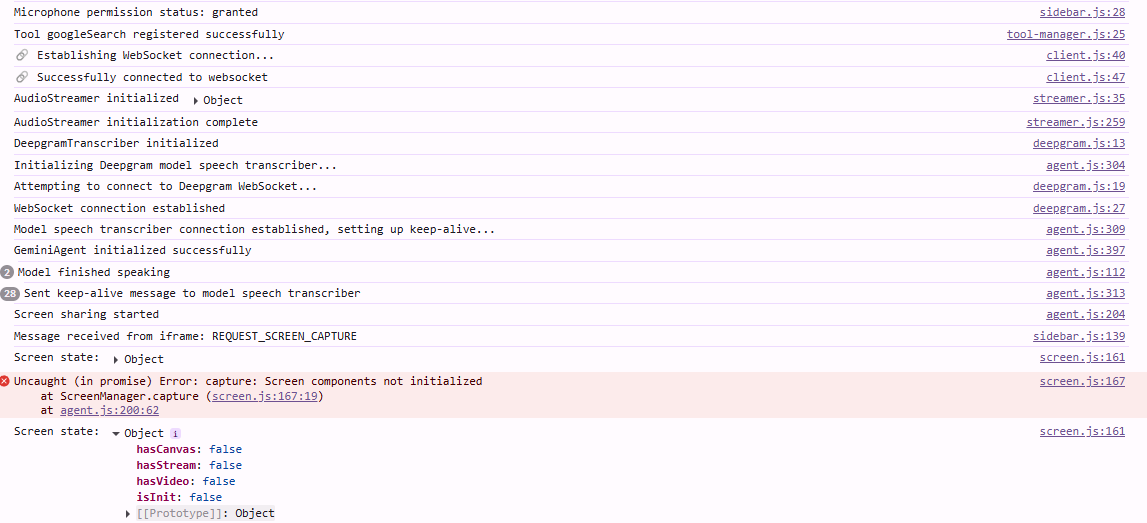 Microphone permission status: granted sidebar.js:28
Tool googleSearch registered successfully tool-manager.js:25
🔗 Establishing WebSocket connection... client.js:40
🔗 Successfully connected to websocket client.js:47
AudioStreamer initialized ▶ Object streamer.js:35
AudioStreamer initialization complete streamer.js:259
DeepgramTranscriber initialized deepgram.js:13
Initializing Deepgram model speech transcriber... agent.js:304
Attempting to connect to Deepgram WebSocket... deepgram.js:19
WebSocket connection established deepgram.js:27
Model speech transcriber connection established, setting up keep-alive... agent.js:309
GeminiAgent initialized successfully agent.js:397
2 Model finished speaking agent.js:112
28 Sent keep-alive message to model speech transcriber agent.js:313
Screen sharing started agent.js:204
Message received from iframe: REQUEST_SCREEN_CAPTURE sidebar.js:139
Screen state: ▶ Object screen.js:161
Uncaught (in promise) Error: capture: Screen components not initialized screen.js:167
at ScreenManager.capture (screen.js:167:19)
at agent.js:200:62
Screen state: ▼ Object i screen.js:161
hasCanvas: false
hasStream: false
hasVideo: false
isInit: false
▶ [[Prototype]]: Object